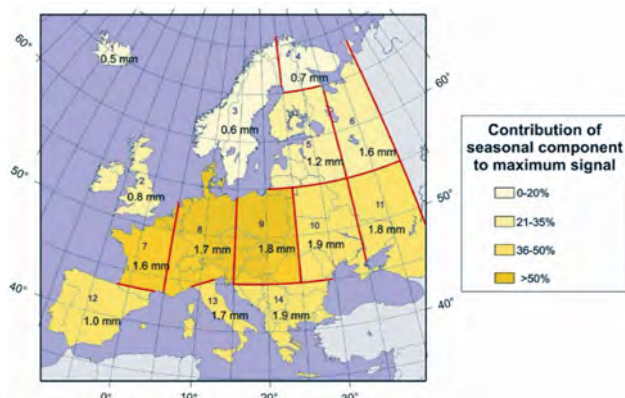 60°
1
0.5 mm
4
0.7 mm
60°
3
0.6 mm
6
5
1.2 mm
1.6 mm
50°
2
0.8 mm
50°
11
9
10
8
1.8 mm
7
1.7 mm
1.8 mm
1.9 mm
1.6 mm
40°
12
13
14
40°
1.0 mm
1.7 mm
1.9 mm
0°
10°
20°
30°
Contribution of
seasonal component
to maximum signal
0-20%
21-35%
36-50%
>50%